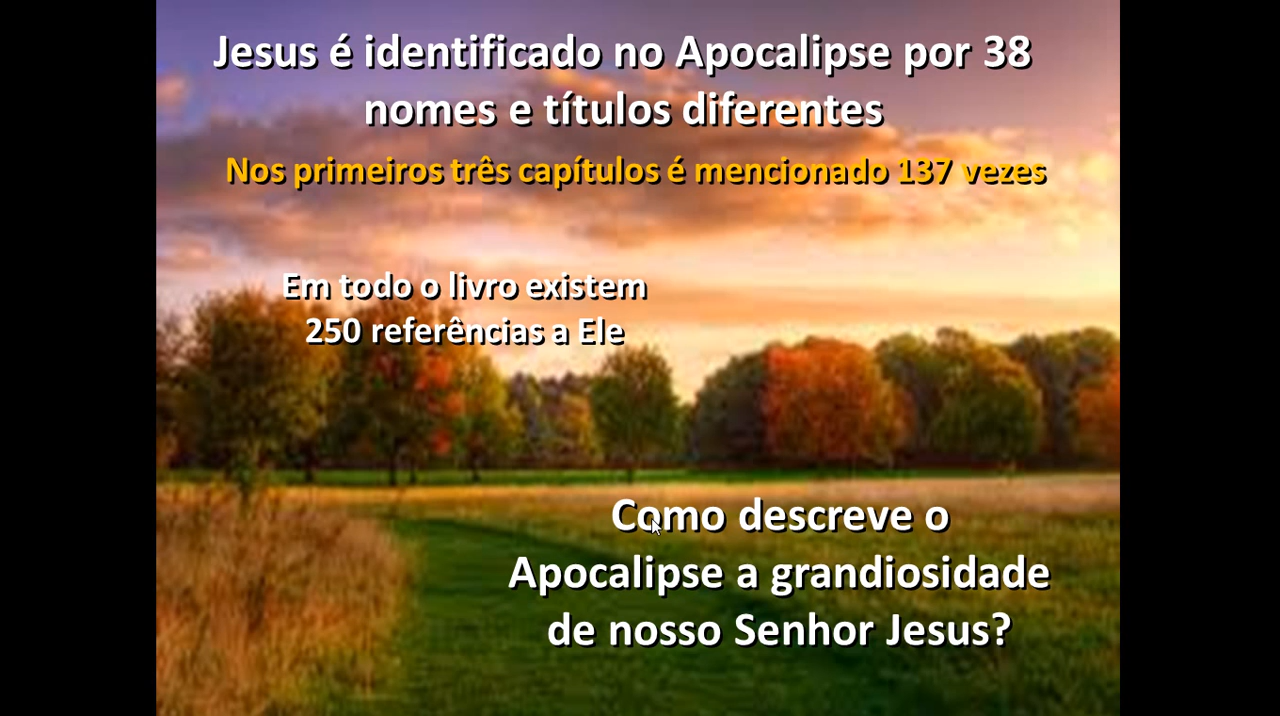 Jesus é identificado no Apocalipse por 38
nomes e títulos diferentes
Nos primeiros três capítulos é mencionado 137 vezes
Em todo o livro existem
250 referências a Ele
Como descreve o
Apocalipse a grandiosidade
de nosso Senhor Jesus?